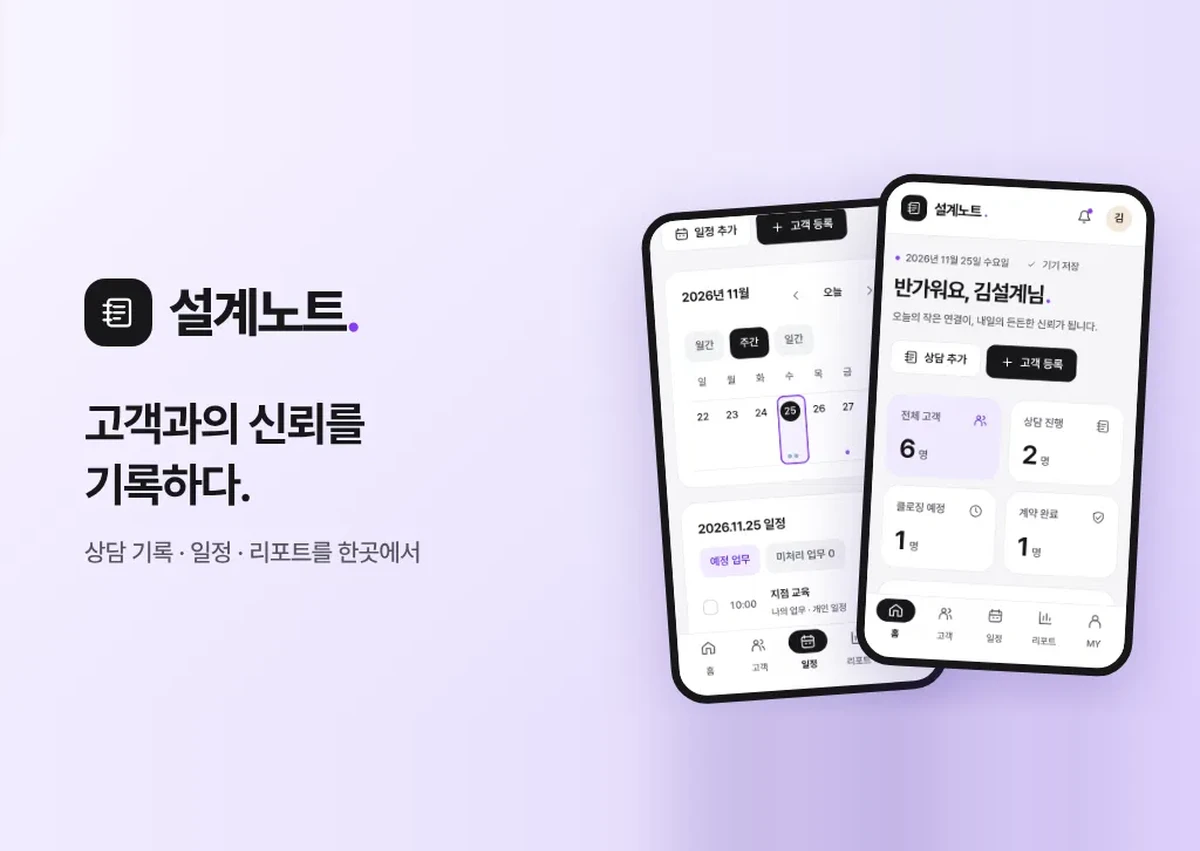 설계노트.
고객과의 신뢰를
기록하다.
상담 기록 · 일정 · 리포트를 한곳에서
일정 추가
+ 고객 등록
2026년 11월
오늘
월간 주간 일간
일 월 화 수 목 금
22 23 24 25 26 27
2026.11.25 일정
예정 업무 미처리 업무 0
10:00 지점 교육
나의 업무 · 개인 일정
홈 고객 일정 리포트
설계노트.
김
2026년 11월 25일 수요일 기기 저장
반가워요, 김설계님.
오늘의 작은 연결이, 내일의 든든한 신뢰가 됩니다.
상담 추가
+ 고객 등록
전체 고객
6 명
상담 진행
2 명
클로징 예정
1 명
계약 완료
1 명
홈 고객 일정 리포트 MY